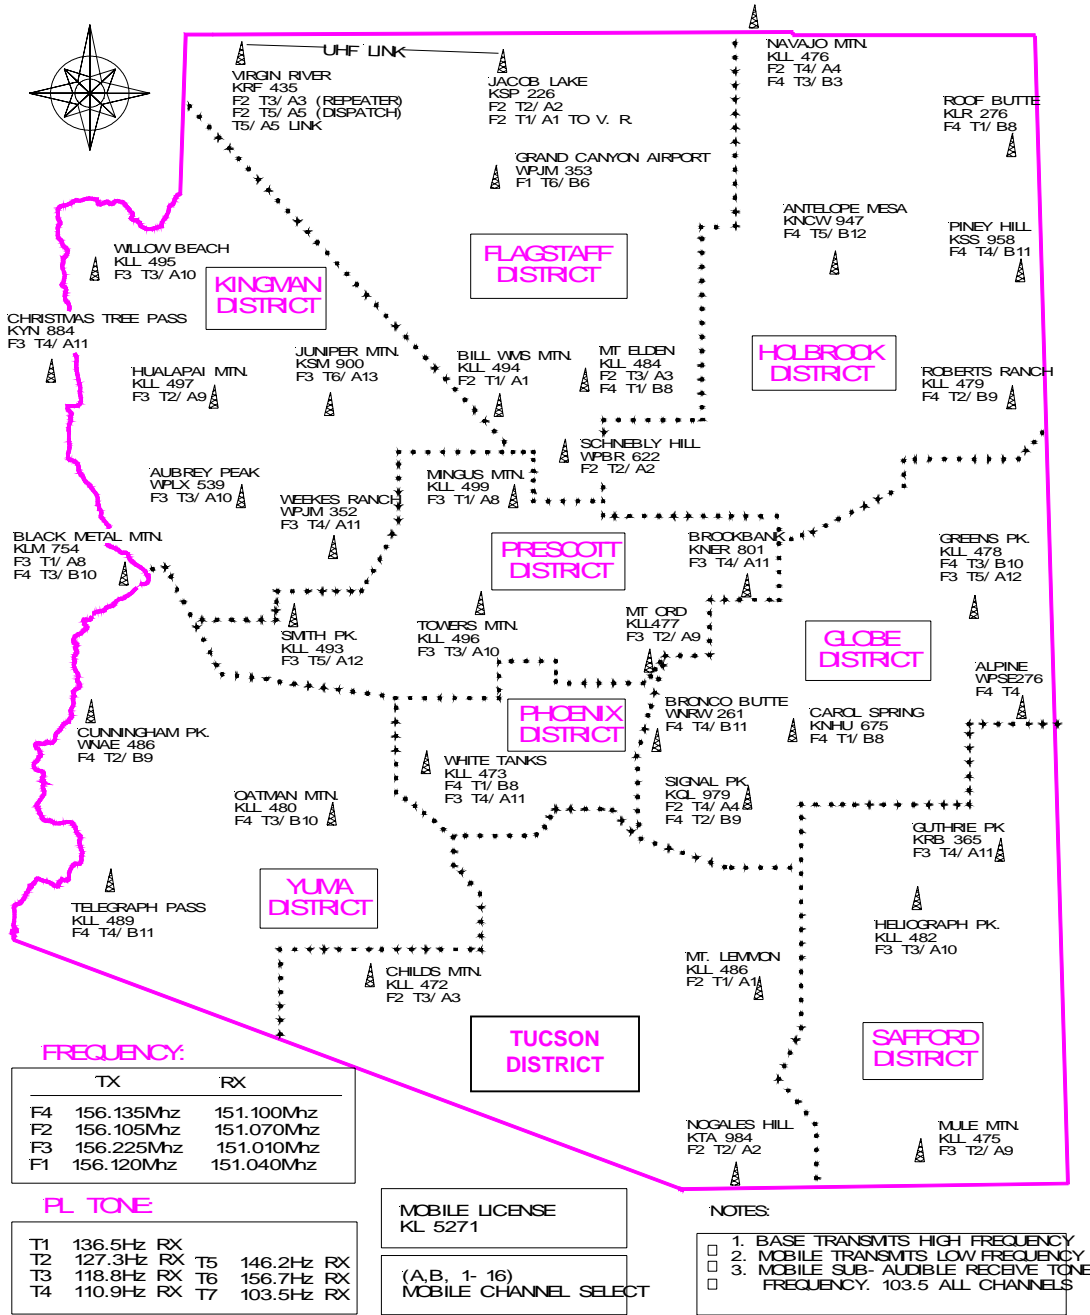 UHF LINK
VIRGIN RIVER
KRF 435
F2 T3/A3 (REPEATER)
F2 T5/A5 (DISPATCH)
T5/A5 LINK
JACOB LAKE
KSP 226
F2 T2/A2
F2 T1/A1 TO V. R.
NAVAJO MTN.
KLL 476
F2 T4/A4
F4 T3/B3
ROOF BUTTE
KLR 276
F4 T1/B8
GRAND CANYON AIRPORT
WPJM 353
F1 T6/B6
ANTELOPE MESA
KNCW 947
F4 T5/B12
PINEY HILL
KSS 958
F4 T4/B11
WILLOW BEACH
KLL 495
F3 T3/A10
KINGMAN
DISTRICT
FLAGSTAFF
DISTRICT
CHRISTMAS TREE PASS
KYN 884
F3 T4/A11
HUALAPAI MTN.
KLL 497
F3 T2/A9
JUNIPER MTN.
KSM 900
F3 T6/A13
BILL WMS MTN.
KLL 494
F2 T1/A1
MT ELDEN
KLL 484
F2 T3/A3
F4 T1/B8
HOLBROOK
DISTRICT
ROBERTS RANCH
KLL 479
F4 T2/B9
SCHNEBLY HILL
WPBR 622
F2 T2/A2
AUBREY PEAK
WPLX 539
F3 T3/A10
WEEKES RANCH
WPJM 352
F3 T4/A11
MINGUS MTN.
KLL 499
F3 T1/A8
BLACK METAL MTN.
KLM 754
F3 T1/A8
F4 T3/B10
PRESCOTT
DISTRICT
BROOKBANK
KNER 801
F3 T4/A11
GREENS PK.
KLL 478
F4 T3/B10
F3 T5/A12
SMITH PK.
KLL 493
F3 T5/A12
TOWERS MTN.
KLL 496
F3 T3/A10
MT ORD
KLL477
F3 T2/A9
GLOBE
DISTRICT
ALPINE
WPSE276
F4 T4
CUNNINGHAM PK.
WNAE 486
F4 T2/B9
PHOENIX
DISTRICT
BRONCO BUTTE
WNRW 261
F4 T4/B11
CAROL SPRING
KNHU 675
F4 T1/B8
WHITE TANKS
KLL 473
F4 T1/B8
F3 T4/A11
SIGNAL PK.
KQL 979
F2 T4/A4
F4 T2/B9
OATMAN MTN.
KLL 480
F4 T3/B10
GUTHRIE PK
KRB 365
F3 T4/A11
YUMA
DISTRICT
TELEGRAPH PASS
KLL 489
F4 T4/B11
HELIOGRAPH PK.
KLL 482
F3 T3/A10
CHILDS MTN.
KLL 472
F2 T3/A3
MT. LEMMON
KLL 486
F2 T1/A1
TUCSON
DISTRICT
SAFFORD
DISTRICT
NOGALES HILL
KTA 984
F2 T2/A2
MULE MTN.
KLL 475
F3 T2/A9
FREQUENCY:
TX RX
F4 156.135Mhz 151.100Mhz
F2 156.105Mhz 151.070Mhz
F3 156.225Mhz 151.010Mhz
F1 156.120Mhz 151.040Mhz
PL TONE:
T1 136.5Hz RX
T2 127.3Hz RX T5 146.2Hz RX
T3 118.8Hz RX T6 156.7Hz RX
T4 110.9Hz RX T7 103.5Hz RX
MOBILE LICENSE
KL 5271
(A,B, 1-16)
MOBILE CHANNEL SELECT
NOTES:
1. BASE TRANSMITS HIGH FREQUENCY
2. MOBILE TRANSMITS LOW FREQUENCY
3. MOBILE SUB-AUDIBLE RECEIVE TONE
FREQUENCY. 103.5 ALL CHANNELS